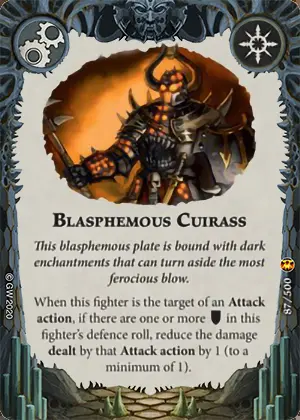 BLASPHEMOUS CUIRASS
This blasphemous plate is bound with dark
enchantments that can turn aside the most
ferocious blow.
When this fighter is the target of an Attack
action, if there are one or more in this
fighter's defence roll, reduce the damage
dealt by that Attack action by 1 (to a
minimum of 1).
© GW 2020
87/500